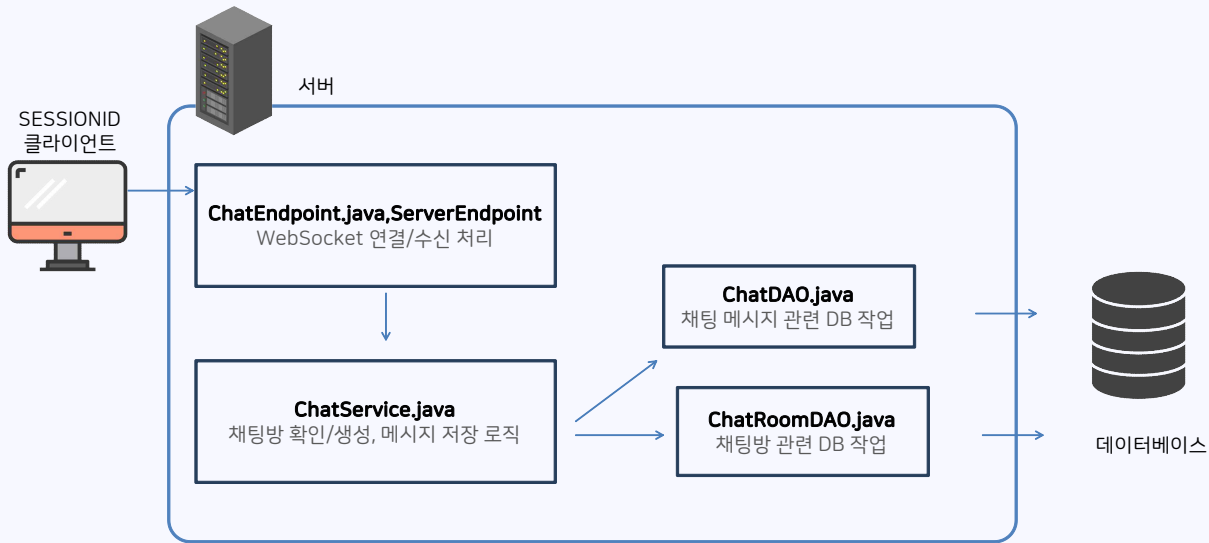 서버
SESSIONID
클라이언트
ChatEndpoint.java,ServerEndpoint
WebSocket 연결/수신 처리
ChatService.java
채팅방 확인/생성, 메시지 저장 로직
ChatDAO.java
채팅 메시지 관련 DB 작업
ChatRoomDAO.java
채팅방 관련 DB 작업
데이터베이스